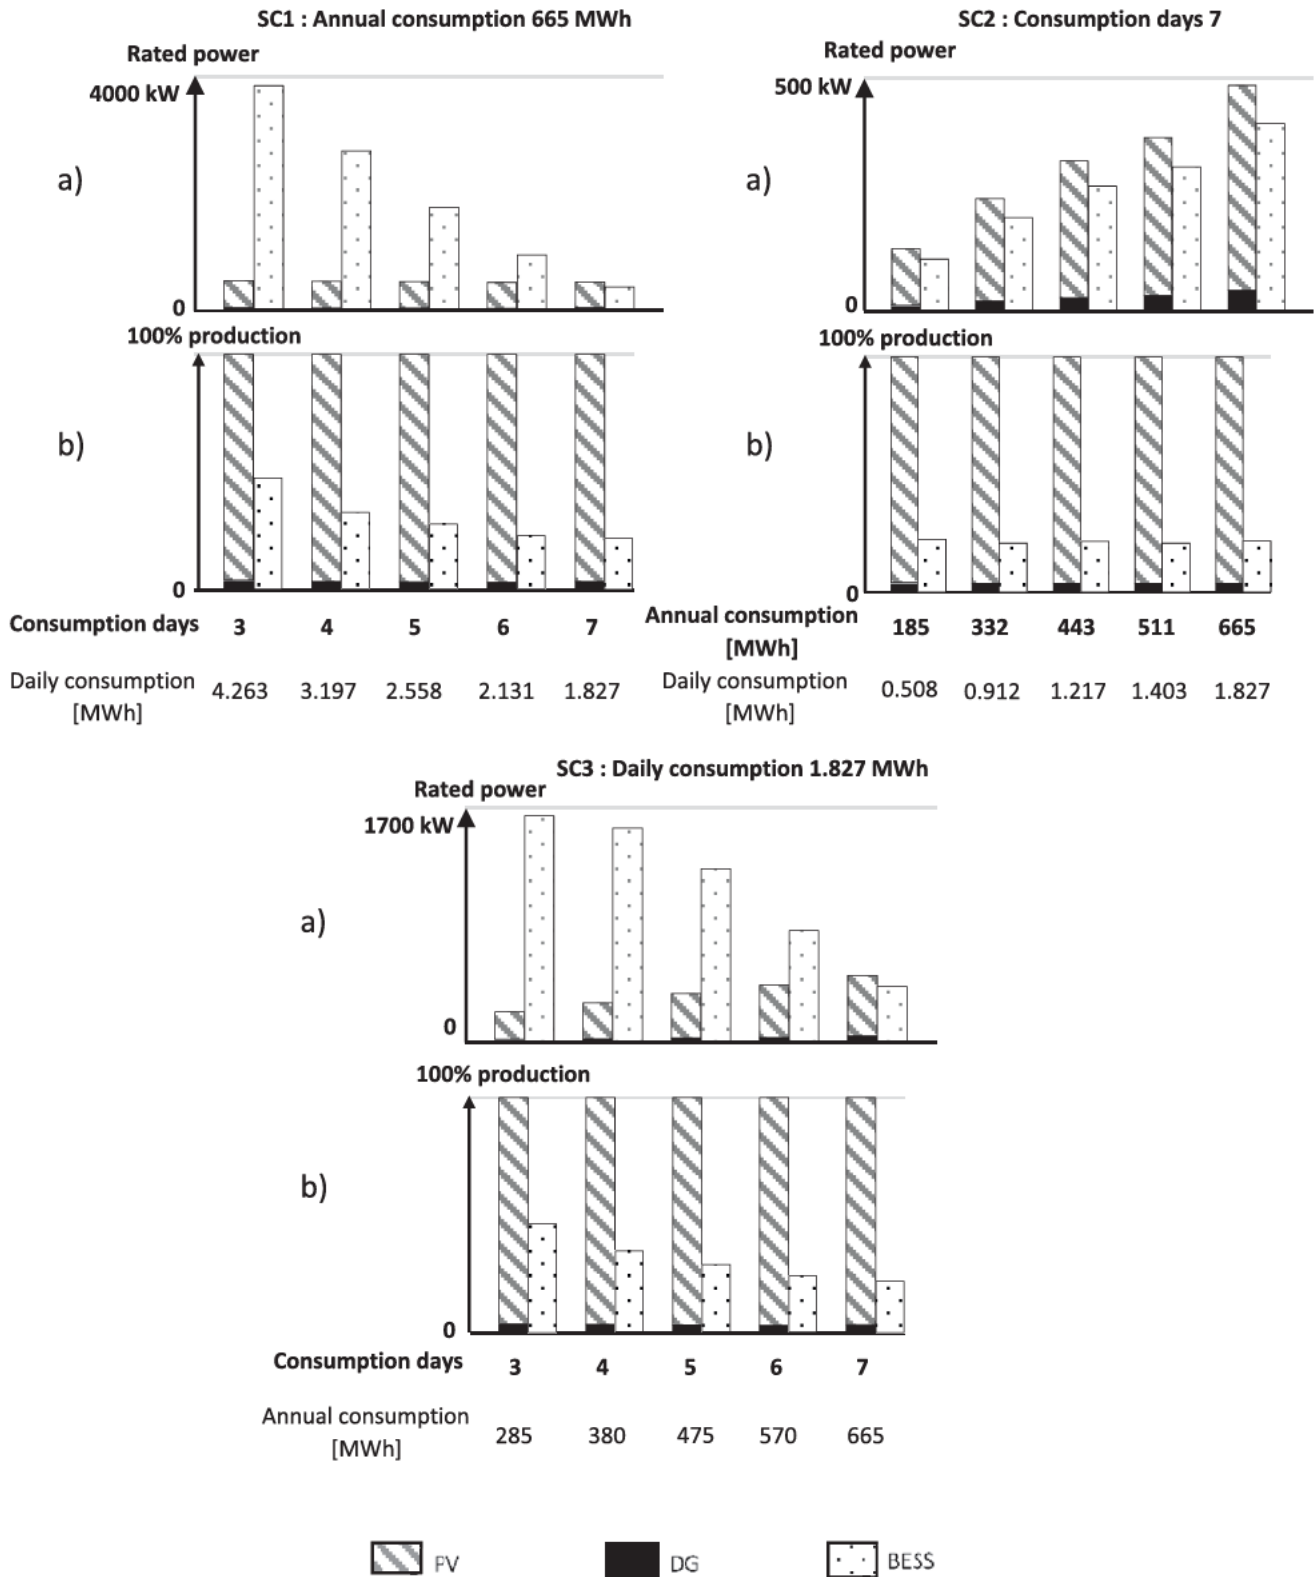 SC1 : Annual consumption 665 MWh
Rated power
4000 kW
a)
0
100% production
b)
0
Consumption days 3 4 5 6 7
Daily consumption 4.263 3.197 2.558 2.131 1.827
[MWh]
SC2 : Consumption days 7
Rated power
500 kW
a)
0
100% production
b)
0
Annual consumption 185 332 443 511 665
[MWh]
Daily consumption 0.508 0.912 1.217 1.403 1.827
[MWh]
SC3 : Daily consumption 1.827 MWh
Rated power
1700 kW
a)
0
100% production
b)
0
Consumption days 3 4 5 6 7
Annual consumption 285 380 475 570 665
[MWh]
PV DG BESS